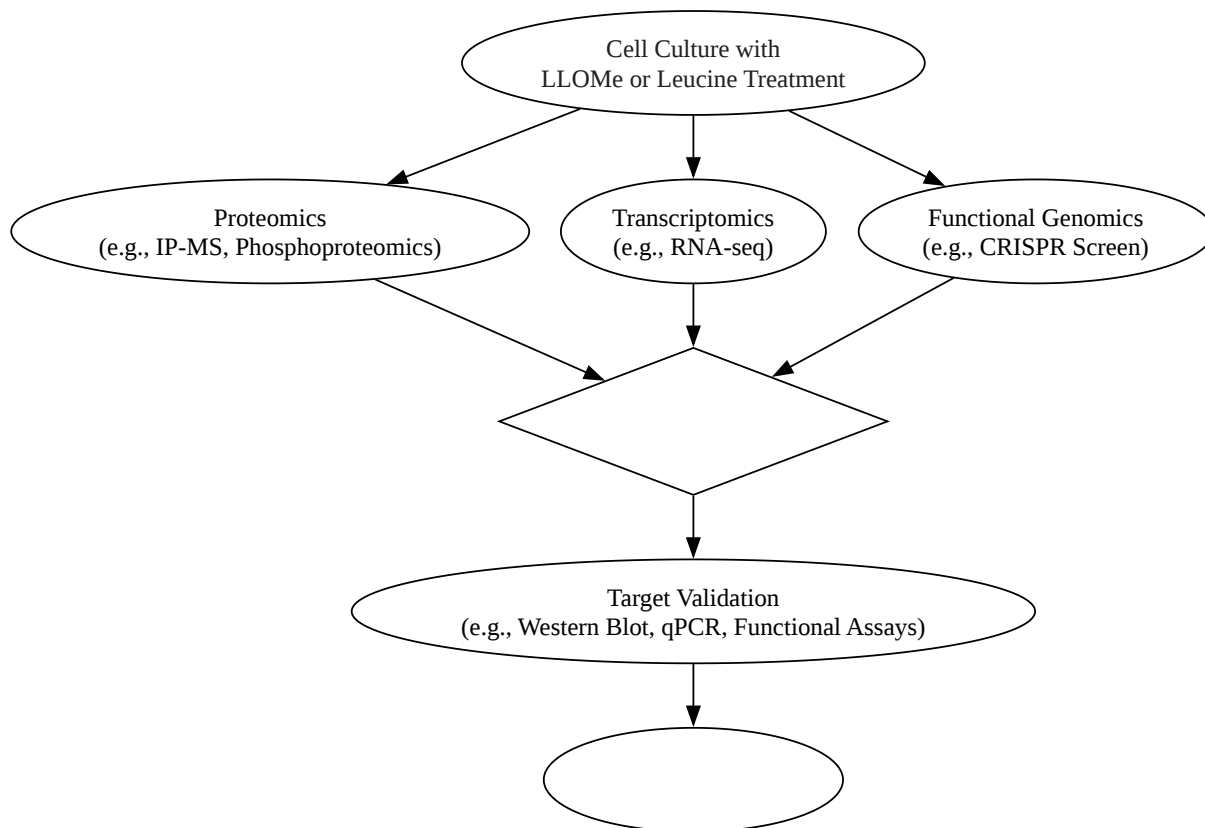 Cell Culture with
LLOMe or Leucine Treatment
Proteomics
(e.g., IP-MS, Phosphoproteomics)
Transcriptomics
(e.g., RNA-seq)
Functional Genomics
(e.g., CRISPR Screen)
Target Validation
(e.g., Western Blot, qPCR, Functional Assays)